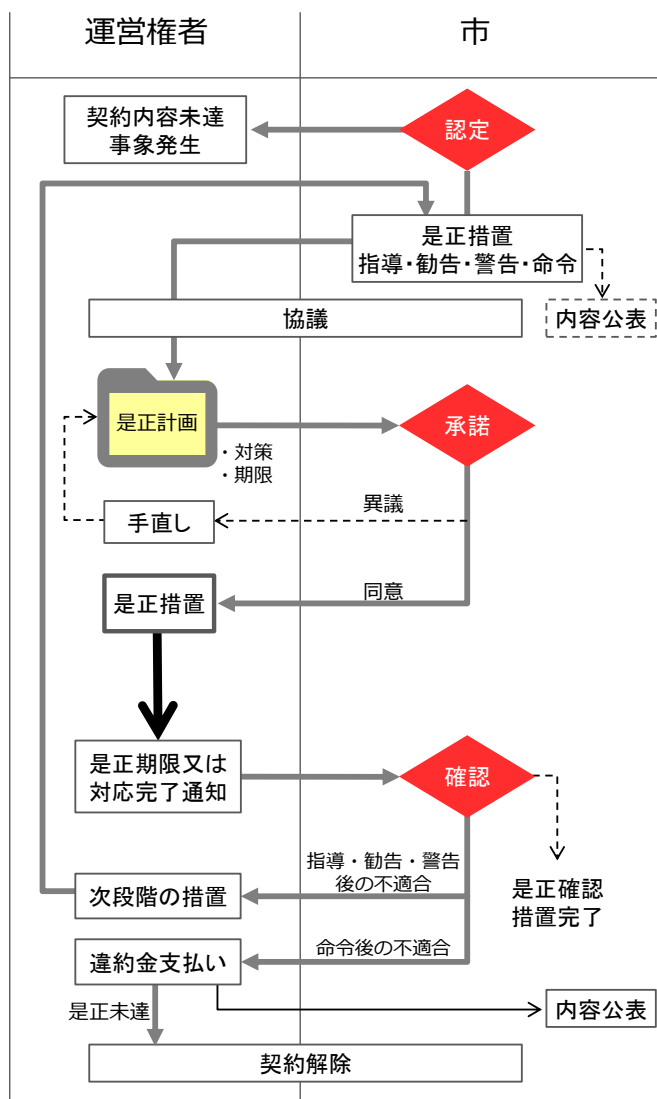 運営権者
市
契約内容未達
事象発生
認定
是正措置
指導・勧告・警告・命令
協議
内容公表
是正計画
承諾
・対策
・期限
手直し
異議
是正措置
同意
是正期限又は
対応完了通知
確認
指導・勧告・警告
後の不適合
次段階の措置
是正確認
措置完了
違約金支払い
命令後の不適合
是正未達
内容公表
契約解除